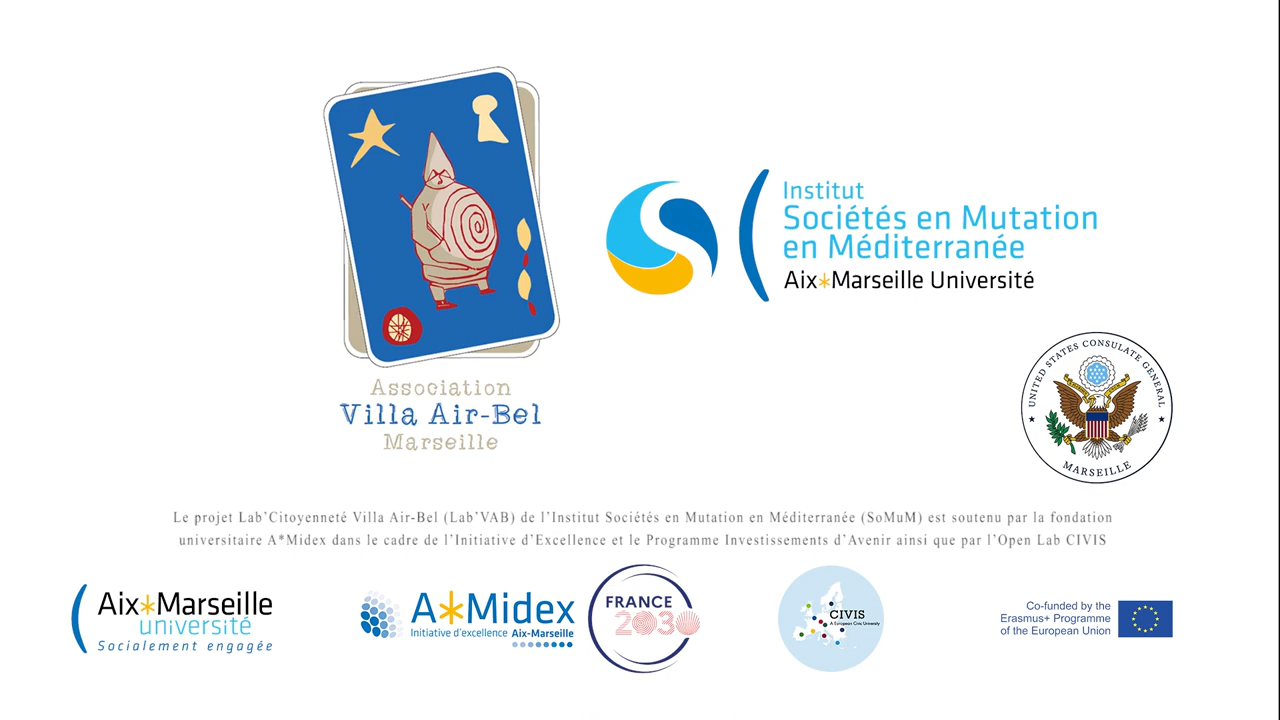 Institut
Sociétés en Mutation
en Méditerranée
Aix*Marseille Université
Association
Villa Air-Bel
Marseille
UNITED STATES CONSULATE GENERAL
MARSEILLE
Le projet Lab'Citoyenneté Villa Air-Bel (Lab'VAB) de l'Institut Sociétés en Mutation en Méditerranée (SoMuM) est soutenu par la fondation
universitaire A*Midex dans le cadre de l'Initiative d'Excellence et le Programme Investissements d'Avenir ainsi que par l'Open Lab CIVIS
Aix*Marseille
université
Socialement engagée
A*Midex
Initiative d'excellence Aix-Marseille
FRANCE
2030
CIVIS
A European Civic University
Co-funded by the
Erasmus+ Programme
of the European Union